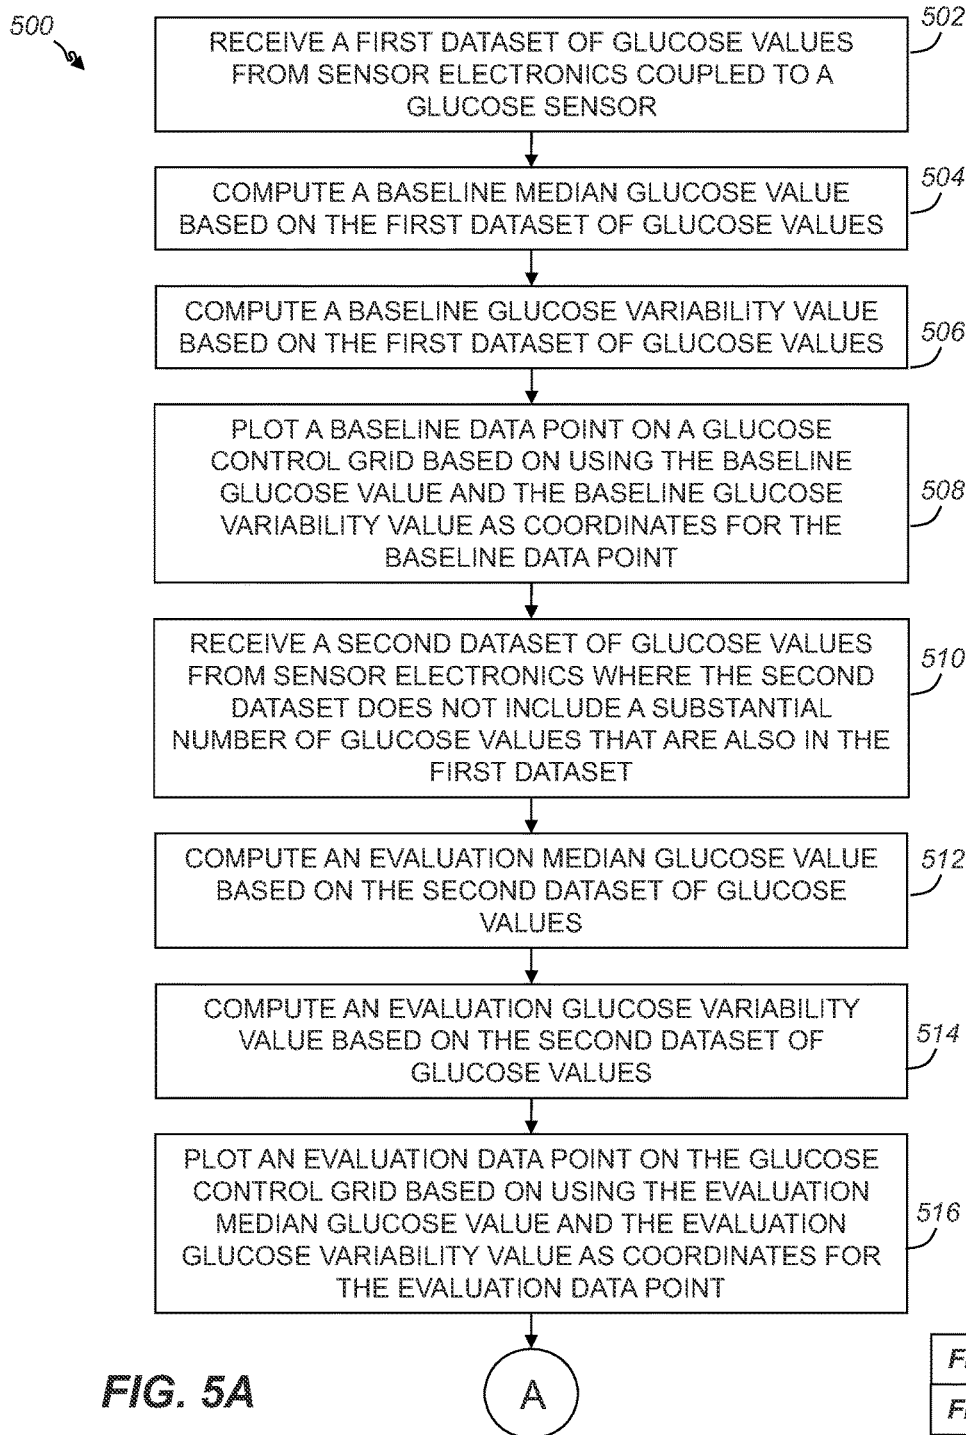 500
502
RECEIVE A FIRST DATASET OF GLUCOSE VALUES
FROM SENSOR ELECTRONICS COUPLED TO A
GLUCOSE SENSOR
504
COMPUTE A BASELINE MEDIAN GLUCOSE VALUE
BASED ON THE FIRST DATASET OF GLUCOSE VALUES
COMPUTE A BASELINE GLUCOSE VARIABILITY VALUE
BASED ON THE FIRST DATASET OF GLUCOSE VALUES
506
PLOT A BASELINE DATA POINT ON A GLUCOSE
CONTROL GRID BASED ON USING THE BASELINE
GLUCOSE VALUE AND THE BASELINE GLUCOSE
VARIABILITY VALUE AS COORDINATES FOR THE
BASELINE DATA POINT
508
RECEIVE A SECOND DATASET OF GLUCOSE VALUES
FROM SENSOR ELECTRONICS WHERE THE SECOND
DATASET DOES NOT INCLUDE A SUBSTANTIAL
NUMBER OF GLUCOSE VALUES THAT ARE ALSO IN THE
FIRST DATASET
510
COMPUTE AN EVALUATION MEDIAN GLUCOSE VALUE
BASED ON THE SECOND DATASET OF GLUCOSE
VALUES
512
COMPUTE AN EVALUATION GLUCOSE VARIABILITY
VALUE BASED ON THE SECOND DATASET OF
GLUCOSE VALUES
514
PLOT AN EVALUATION DATA POINT ON THE GLUCOSE
CONTROL GRID BASED ON USING THE EVALUATION
MEDIAN GLUCOSE VALUE AND THE EVALUATION
GLUCOSE VARIABILITY VALUE AS COORDINATES FOR
THE EVALUATION DATA POINT
516
FIG. 5A
A